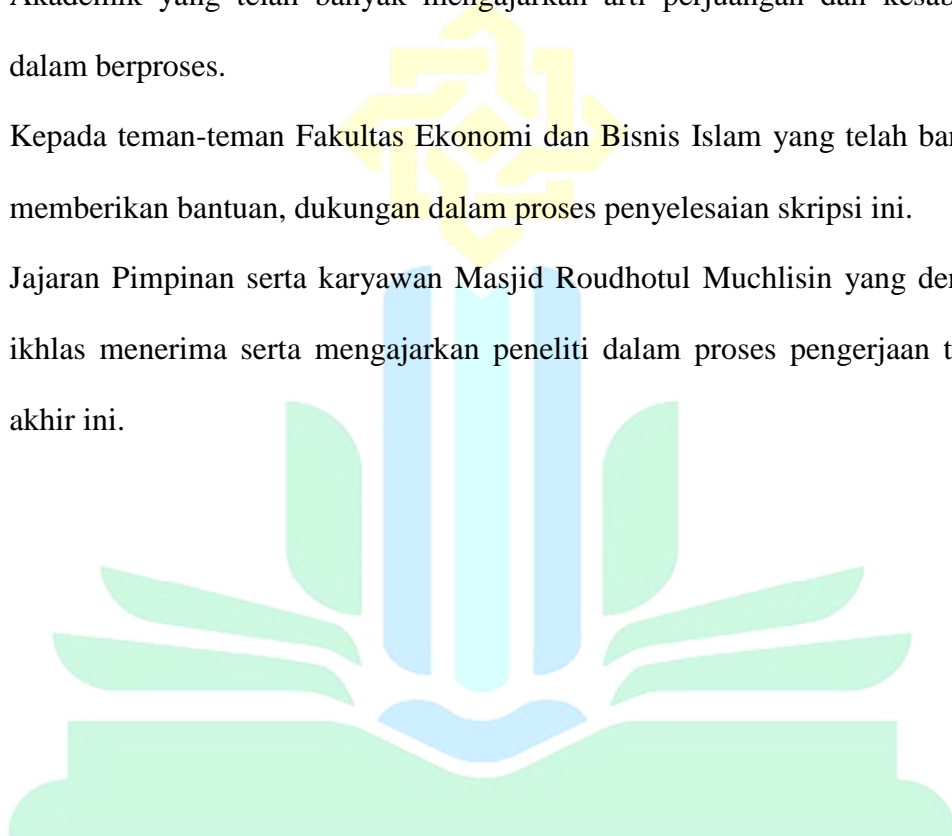 Akademik yang telah banyak mengajarkan arti perjuangan dan kesab
dalam berproses.
Kepada teman-teman Fakultas Ekonomi dan Bisnis Islam yang telah ban
memberikan bantuan, dukungan dalam proses penyelesaian skripsi ini.
Jajaran Pimpinan serta karyawan Masjid Roudhotul Muchlisin yang den
ikhlas menerima serta mengajarkan peneliti dalam proses pengerjaan t
akhir ini.